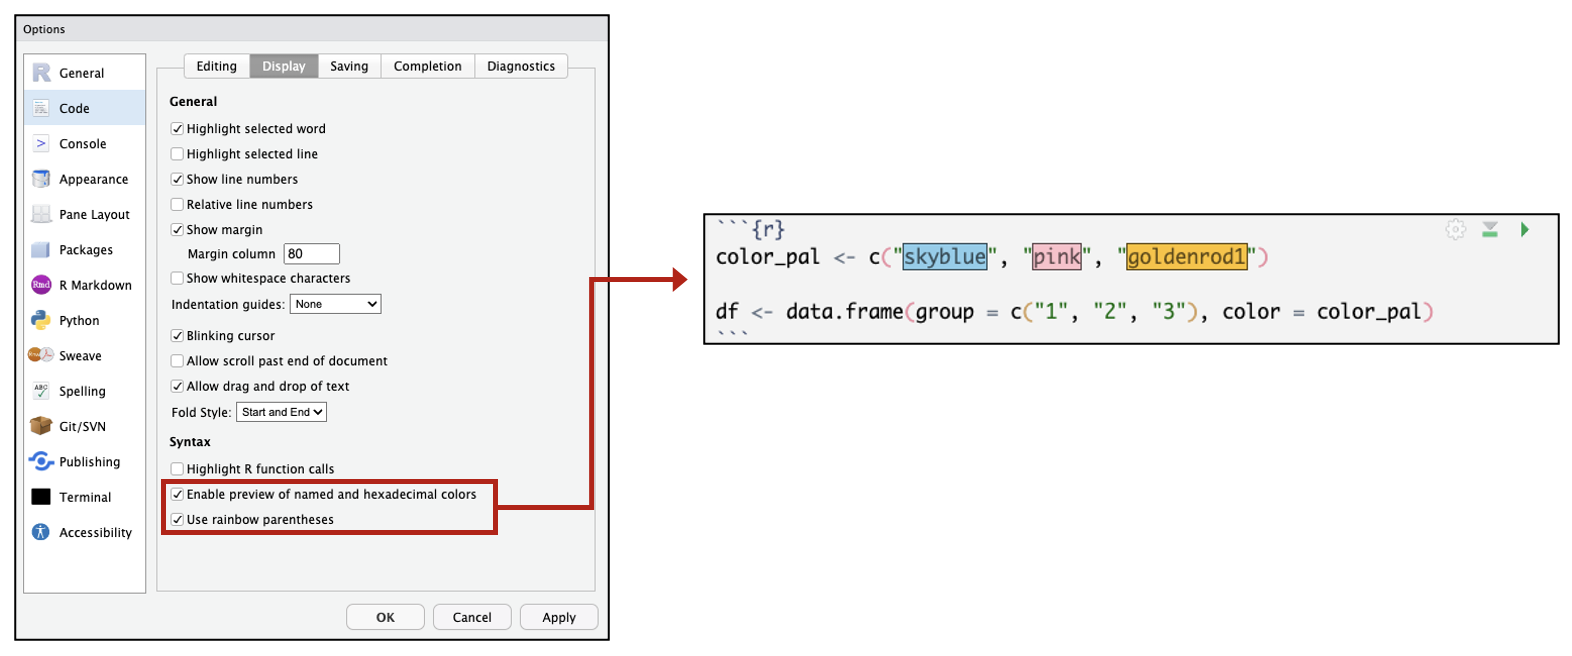 Options
General
Code
Console
Appearance
Pane Layout
Packages
Rmd R Markdown
Python
Sweave
ABC Spelling
Git/SVN
Publishing
Terminal
Accessibility
Editing Display Saving Completion Diagnostics
General
Highlight selected word
Highlight selected line
Show line numbers
Relative line numbers
Show margin
Margin column 80
Show whitespace characters
Indentation guides: None
Blinking cursor
Allow scroll past end of document
Allow drag and drop of text
Fold Style: Start and End
Syntax
Highlight R function calls
Enable preview of named and hexadecimal colors
Use rainbow parentheses
OK Cancel Apply
```{r}
color_pal <- c("skyblue", "pink", "goldenrod1")
df <- data.frame(group = c("1", "2", "3"), color = color_pal)
```